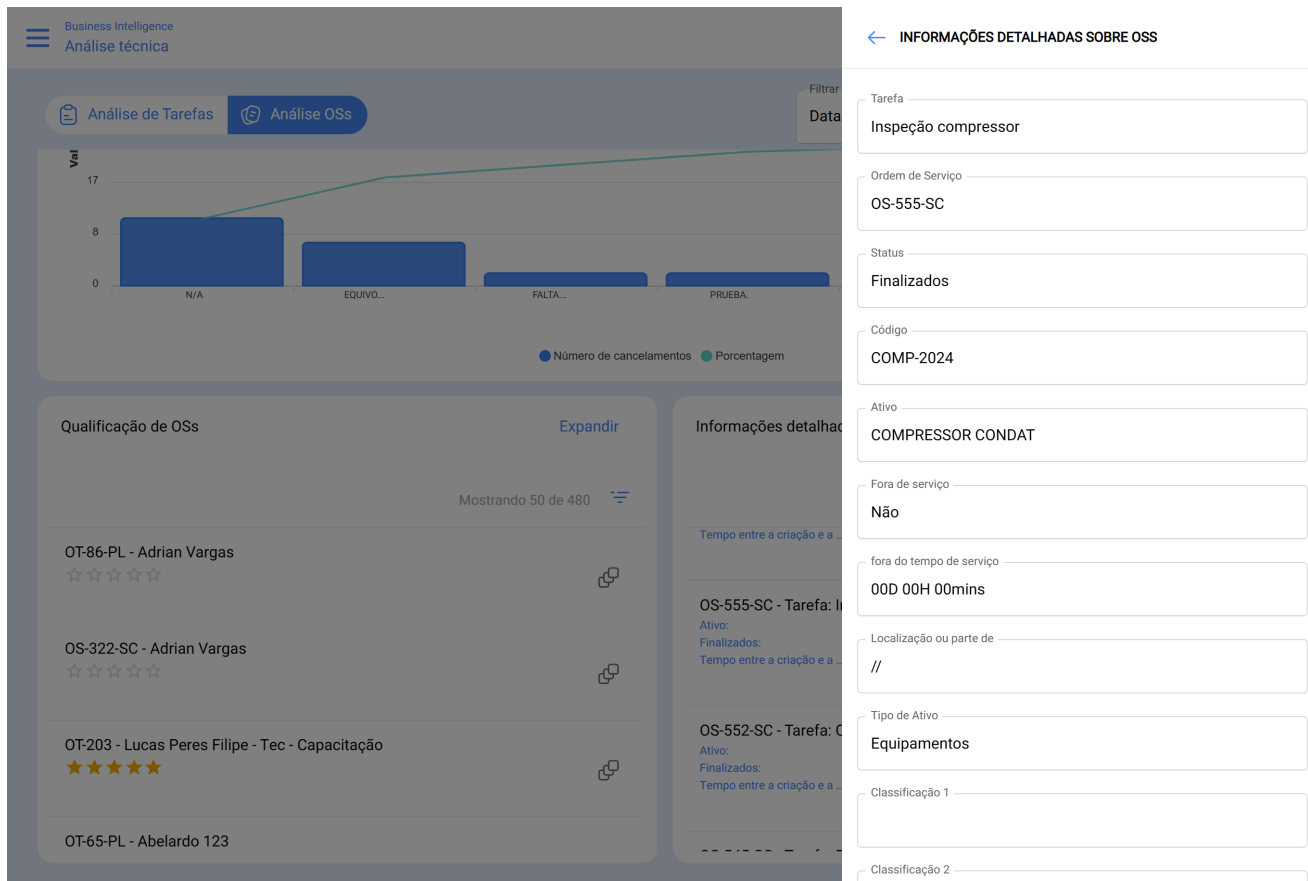 Business Intelligence
Análise técnica
Análise de Tarefas
Análise OSs
Filtrar
Data
Val
17
8
0
N/A
EQUIVO...
FALTA...
PRUEBA.
Número de cancelamentos
Porcentagem
Qualificação de OSs
Expandir
Mostrando 50 de 480
OT-86-PL - Adrian Vargas
OS-322-SC - Adrian Vargas
OT-203 - Lucas Peres Filipe - Tec - Capacitação
OT-65-PL - Abelardo 123
Informações detalhad
Tempo entre a criação e a ...
OS-555-SC - Tarefa: I
Ativo:
Finalizados:
Tempo entre a criação e a ...
OS-552-SC - Tarefa: C
Ativo:
Finalizados:
Tempo entre a criação e a ...
INFORMAÇÕES DETALHADAS SOBRE OSS
Tarefa
Inspeção compressor
Ordem de Serviço
OS-555-SC
Status
Finalizados
Código
COMP-2024
Ativo
COMPRESSOR CONDAT
Fora de serviço
Não
fora do tempo de serviço
00D 00H 00mins
Localização ou parte de
//
Tipo de Ativo
Equipamentos
Classificação 1
Classificação 2